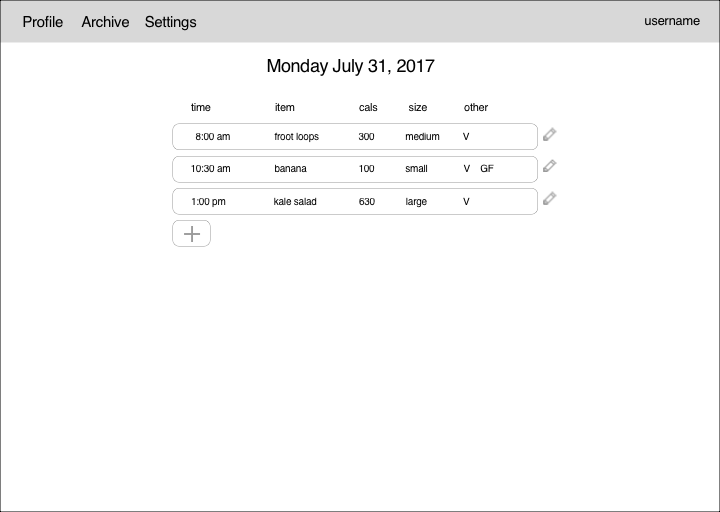 Profile Archive Settings username
Monday July 31, 2017
time item cals size other
8:00 am froot loops 300 medium V
10:30 am banana 100 small V GF
1:00 pm kale salad 630 large V